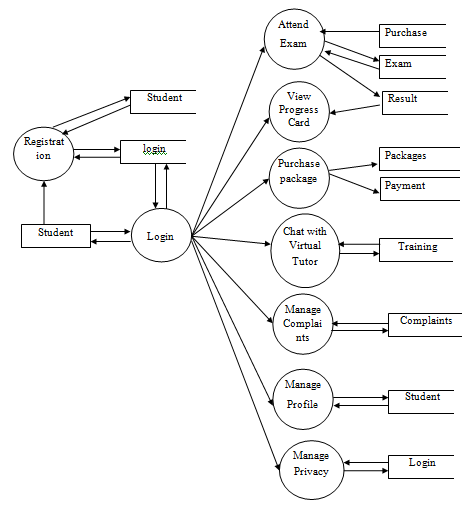 Attend
Exam
Purchase
Exam
Result
View
Progress
Card
Student
Registrat
ion
login
Purchase
package
Packages
Payment
Student
Login
Chat with
Virtual
Tutor
Training
Manage
Complai
nts
Complaints
Manage
Profile
Student
Manage
Privacy
Login